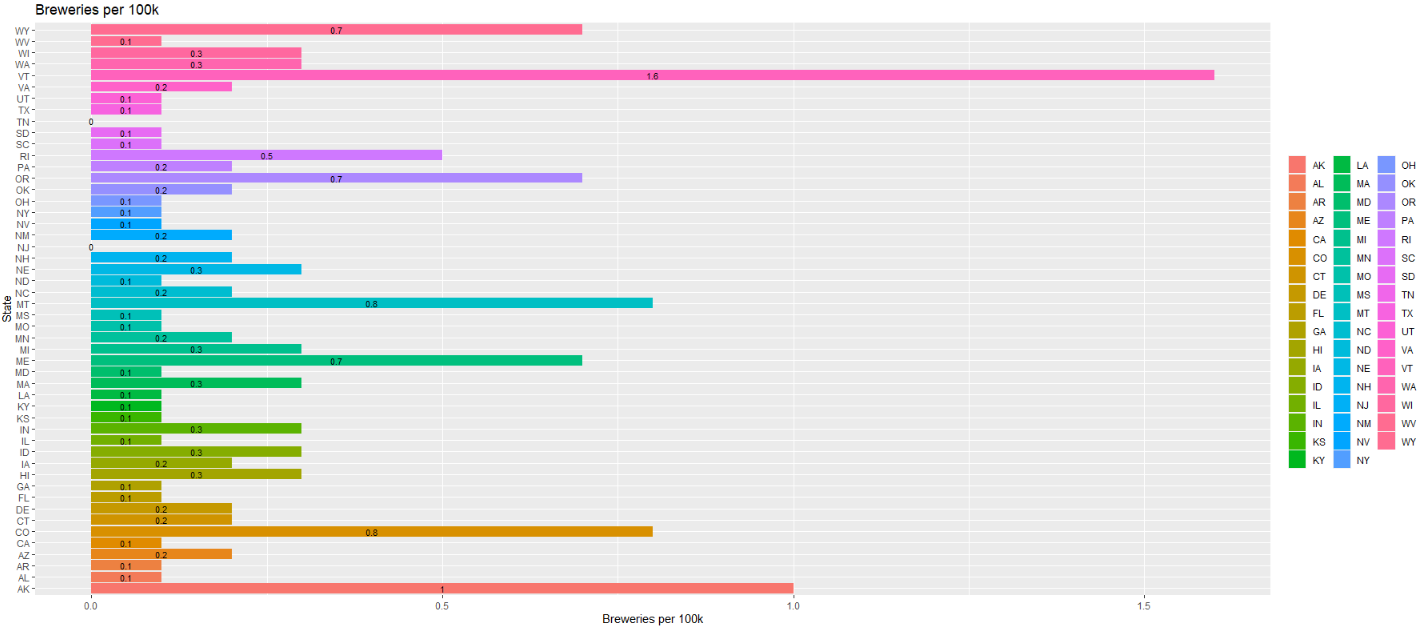 Breweries per 100k
WY 0.7
WV 0.1
WI 0.3
WA 0.3
VT 1.6
VA 0.2
UT 0.1
TX 0.1
TN 0
SD 0.1
SC 0.1
RI 0.5
PA 0.2
OR 0.7
OK 0.2
OH 0.1
NY 0.1
NV 0.1
NM 0.2
NJ 0
NH 0.2
NE 0.3
ND 0.1
NC 0.2
MT 0.8
MS 0.1
MO 0.1
MN 0.2
MI 0.3
ME 0.7
MD 0.1
MA 0.3
LA 0.1
KY 0.1
KS 0.1
IN 0.3
IL 0.1
ID 0.3
IA 0.2
HI 0.3
GA 0.1
FL 0.1
DE 0.2
CT 0.2
CO 0.8
CA 0.1
AZ 0.2
AR 0.1
AL 0.1
AK 1
State
0.0 0.5 1.0 1.5
Breweries per 100k
AK LA OH
AL MA OK
AR MD OR
AZ ME PA
CA MI RI
CO MN SC
CT MO SD
DE MS TN
FL MT TX
GA NC UT
HI ND VA
IA NE VT
ID NH WA
IL NJ WI
IN NM WV
KS NV WY
KY NY